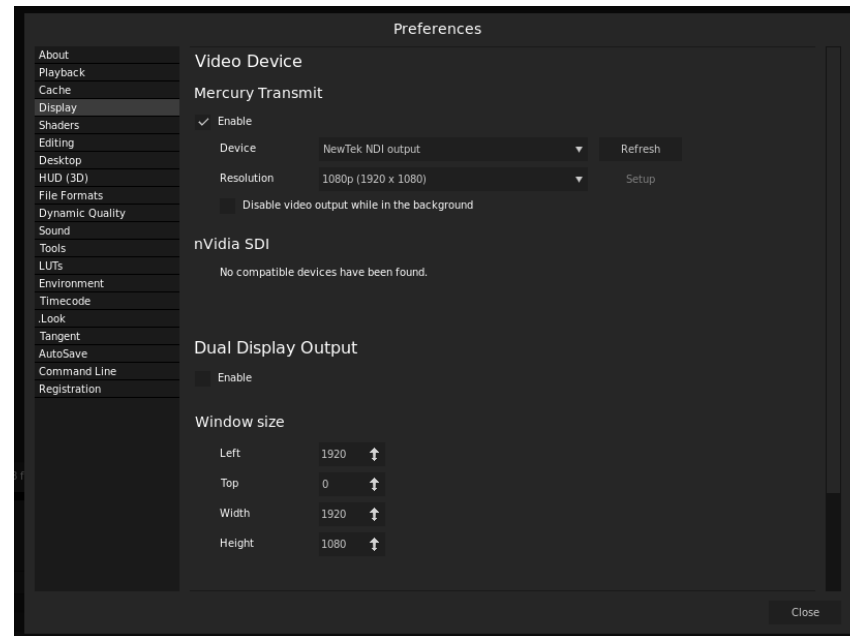 Preferences
About
Playback
Cache
Display
Shaders
Editing
Desktop
HUD (3D)
File Formats
Dynamic Quality
Sound
Tools
LUTs
Environment
Timecode
.Look
Tangent
AutoSave
Command Line
Registration
Video Device
Mercury Transmit
Enable
Device NewTek NDI output Refresh
Resolution 1080p (1920 x 1080) Setup
Disable video output while in the background
nVidia SDI
No compatible devices have been found.
Dual Display Output
Enable
Window size
Left 1920
Top 0
Width 1920
Height 1080
Close